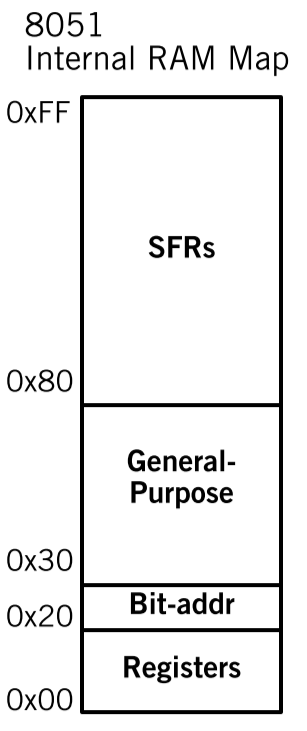 8051
Internal RAM Map
0xFF
SFRs
0x80
General-
Purpose
0x30
Bit-addr
0x20
Registers
0x00